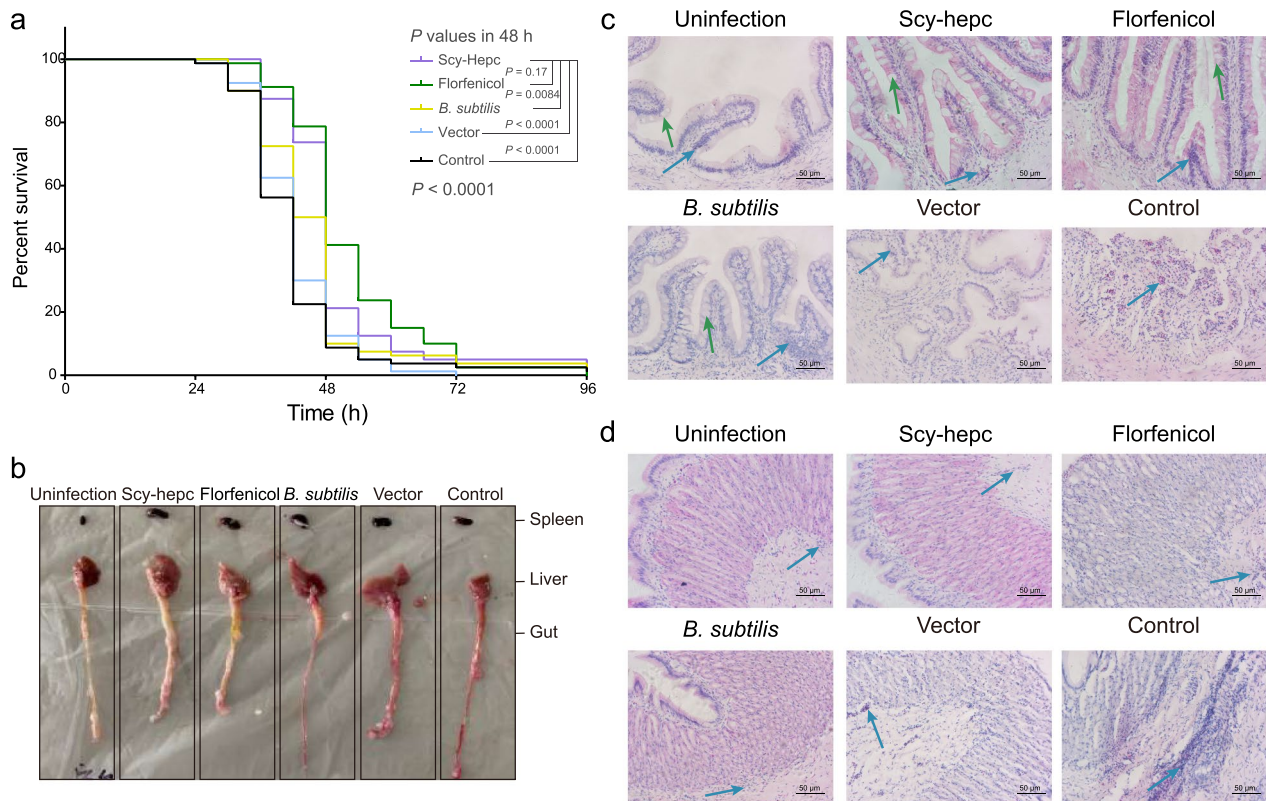 a
Percent survival
100
80
60
40
20
0
0
24
48
72
96
Time (h)
P values in 48 h
Scy-Hepc
P = 0.17
Florfenicol
P = 0.0084
B. subtilis
P < 0.0001
Vector
P < 0.0001
Control
P < 0.0001
b
Uninfection Scy-hepc Florfenicol B. subtilis Vector Control
Spleen
Liver
Gut
c
Uninfection Scy-hepc Florfenicol
50 µm 50 µm 50 µm
B. subtilis Vector Control
50 µm 50 µm 50 µm
d
Uninfection Scy-hepc Florfenicol
50 µm 50 µm 50 µm
B. subtilis Vector Control
50 µm 50 µm 50 µm